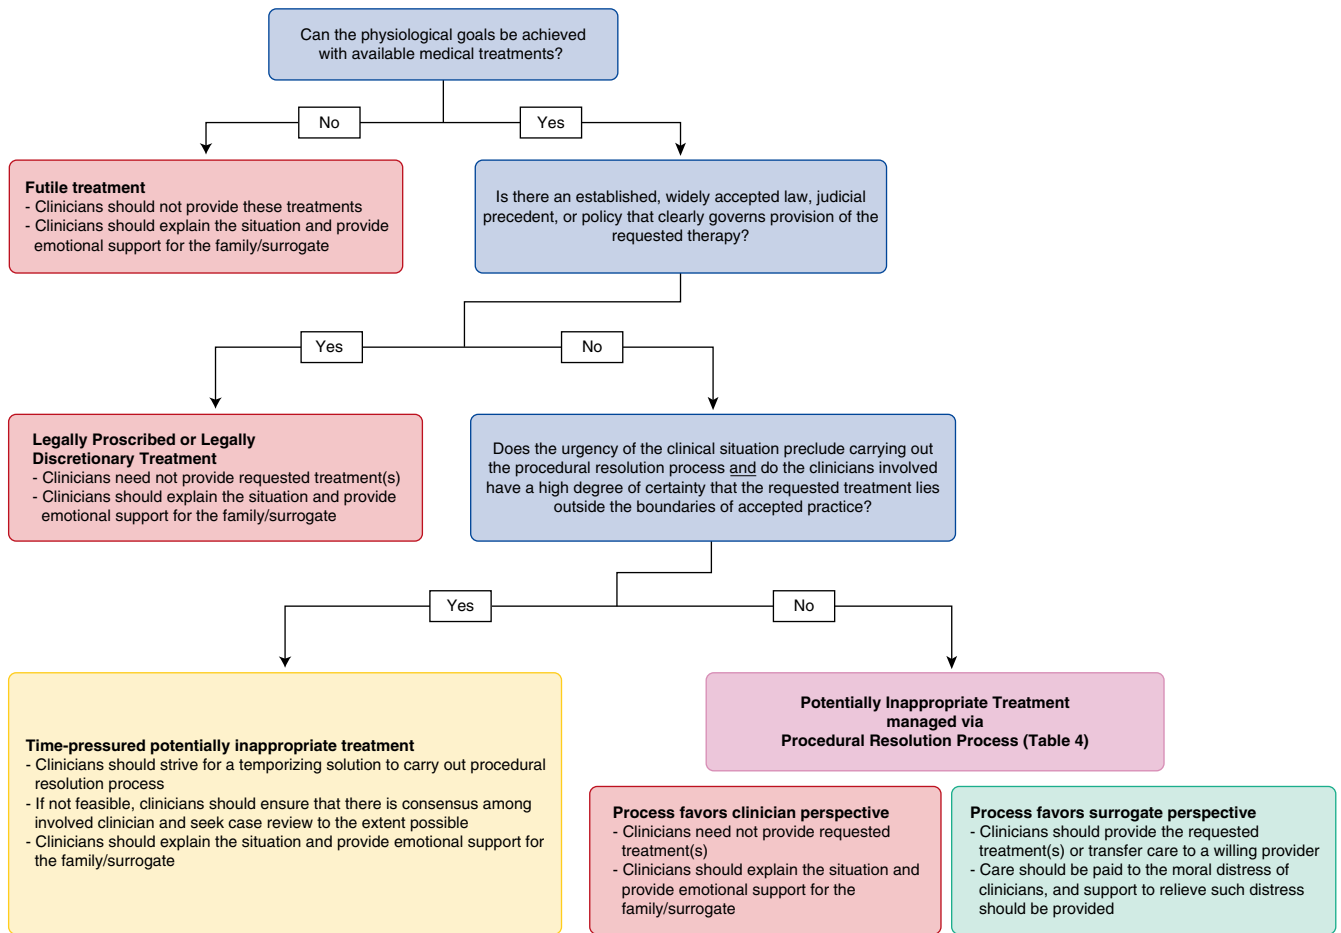 Can the physiological goals be achieved
with available medical treatments?
No
Yes
Futile treatment
- Clinicians should not provide these treatments
- Clinicians should explain the situation and provide
emotional support for the family/surrogate
Is there an established, widely accepted law, judicial
precedent, or policy that clearly governs provision of the
requested therapy?
Yes
No
Legally Proscribed or Legally
Discretionary Treatment
- Clinicians need not provide requested treatment(s)
- Clinicians should explain the situation and provide
emotional support for the family/surrogate
Does the urgency of the clinical situation preclude carrying out
the procedural resolution process and do the clinicians involved
have a high degree of certainty that the requested treatment lies
outside the boundaries of accepted practice?
Yes
No
Time-pressured potentially inappropriate treatment
- Clinicians should strive for a temporizing solution to carry out procedural
resolution process
- If not feasible, clinicians should ensure that there is consensus among
involved clinician and seek case review to the extent possible
- Clinicians should explain the situation and provide emotional support for
the family/surrogate
Potentially Inappropriate Treatment
managed via
Procedural Resolution Process (Table 4)
Process favors clinician perspective
- Clinicians need not provide requested
treatment(s)
- Clinicians should explain the situation and
provide emotional support for the
family/surrogate
Process favors surrogate perspective
- Clinicians should provide the requested
treatment(s) or transfer care to a willing provider
- Care should be paid to the moral distress of
clinicians, and support to relieve such distress
should be provided